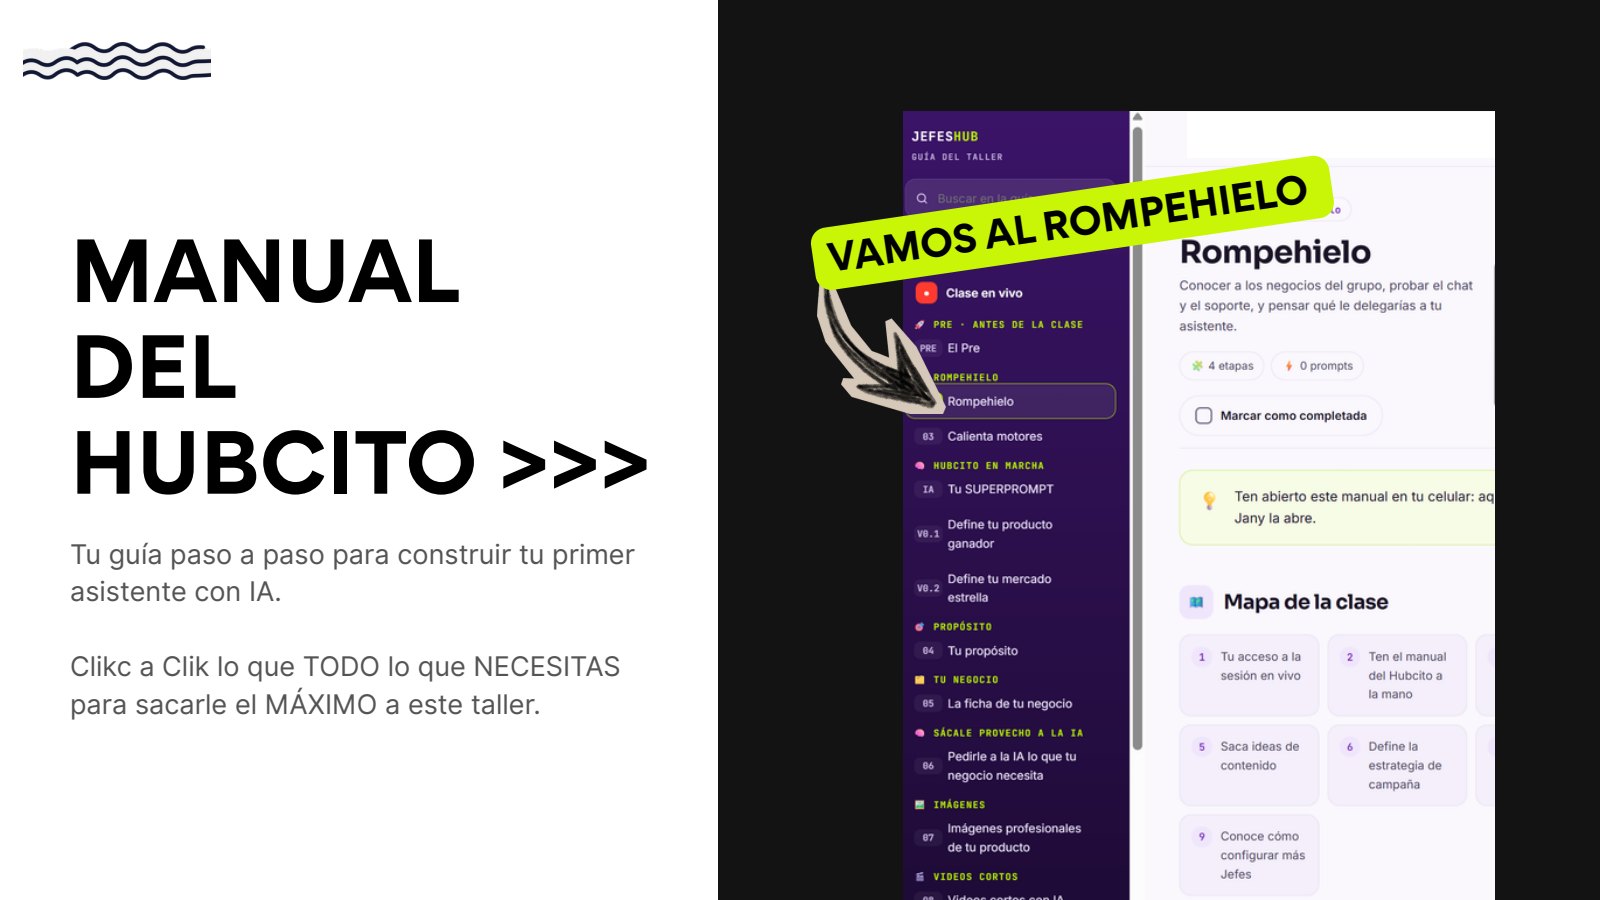 MANUAL
DEL
HUBCITO >>>
Tu guía paso a paso para construir tu primer
asistente con IA.
Clikc a Clik lo que TODO lo que NECESITAS
para sacarle el MÁXIMO a este taller.
VAMOS AL ROMPEHIELO
JEFESHUB
GUÍA DEL TALLER
Buscar en la guía
Clase en vivo
PRE · ANTES DE LA CLASE
PRE El Pre
ROMPEHIELO
Rompehielo
03 Calienta motores
HUBCITO EN MARCHA
IA Tu SUPERPROMPT
V0.1 Define tu producto
ganador
V0.2 Define tu mercado
estrella
PROPÓSITO
04 Tu propósito
TU NEGOCIO
05 La ficha de tu negocio
SÁCALE PROVECHO A LA IA
06 Pedirle a la IA lo que tu
negocio necesita
IMÁGENES
07 Imágenes profesionales
de tu producto
VIDEOS CORTOS
Videos cortos con IA
Rompehielo
Conocer a los negocios del grupo, probar el chat
y el soporte, y pensar qué le delegarías a tu
asistente.
4 etapas
0 prompts
Marcar como completada
Ten abierto este manual en tu celular: aq
Jany la abre.
Mapa de la clase
1 Tu acceso a la
sesión en vivo
2 Ten el manual
del Hubcito a
la mano
5 Saca ideas de
contenido
6 Define la
estrategia de
campaña
9 Conoce cómo
configurar más
Jefes